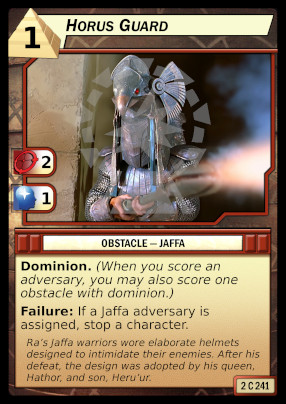 1
HORUS GUARD
2
1
OBSTACLE – JAFFA
Dominion. (When you score an
adversary, you may also score one
obstacle with dominion.)
Failure: If a Jaffa adversary is
assigned, stop a character.
Ra's Jaffa warriors wore elaborate helmets
designed to intimidate their enemies. After his
defeat, the design was adopted by his queen,
Hathor, and son, Heru'ur.
2 C 241